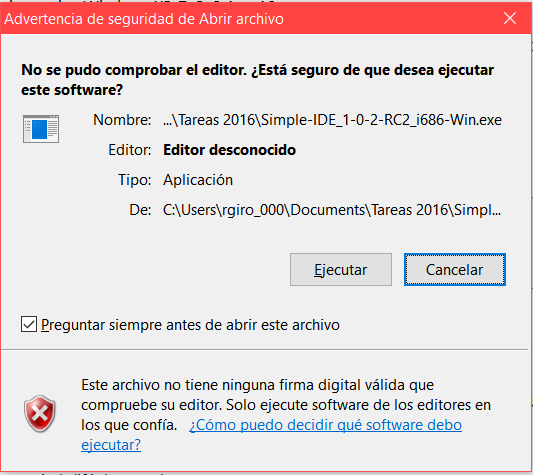 Advertencia de seguridad de Abrir archivo
No se pudo comprobar el editor. ¿Está seguro de que desea ejecutar
este software?
Nombre: ...\Tareas 2016\Simple-IDE_1-0-2-RC2_i686-Win.exe
Editor: Editor desconocido
Tipo: Aplicación
De: C:\Users\rgiro_000\Documents\Tareas 2016\Simpl...
Ejecutar Cancelar
Preguntar siempre antes de abrir este archivo
Este archivo no tiene ninguna firma digital válida que
compruebe su editor. Solo ejecute software de los editores en
los que confía. ¿Cómo puedo decidir qué software debo
ejecutar?